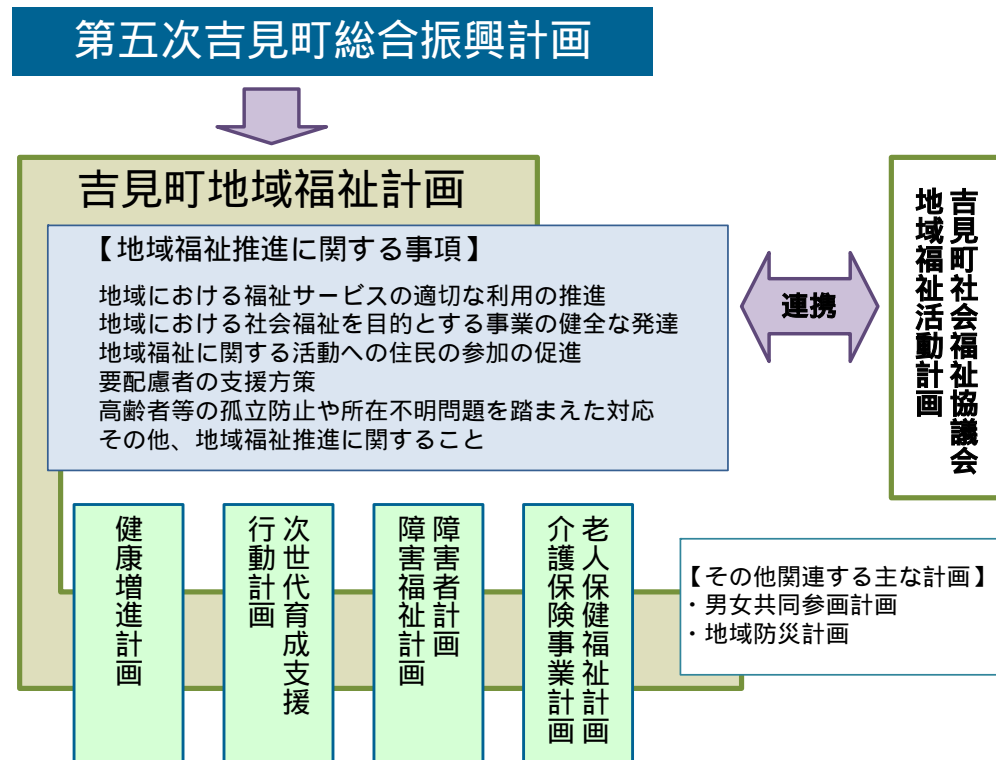 第五次吉見町総合振興計画
吉見町地域福祉計画
【地域福祉推進に関する事項】
地域における福祉サービスの適切な利用の推進
地域における社会福祉を目的とする事業の健全な発達
地域福祉に関する活動への住民の参加の促進
要配慮者の支援方策
高齢者等の孤立防止や所在不明問題を踏まえた対応
その他、地域福祉推進に関すること
連携
吉見町社会福祉協議会
地域福祉活動計画
健康増進計画
次世代育成支援
行動計画
障害者計画
障害福祉計画
老人保健福祉計画
介護保険事業計画
【その他関連する主な計画】
・男女共同参画計画
・地域防災計画